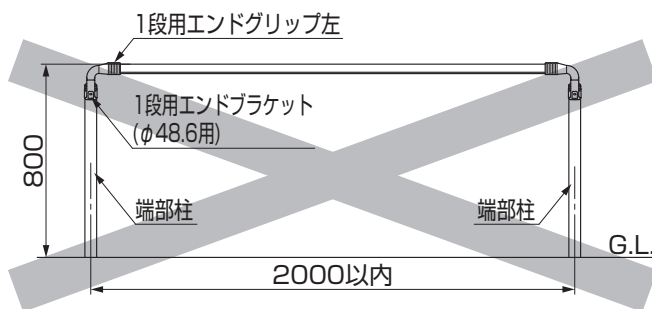 1段用エンドグリップ左
1段用エンドブラケット
(φ48.6用)
800
端部柱
端部柱
G.L.
2000以内